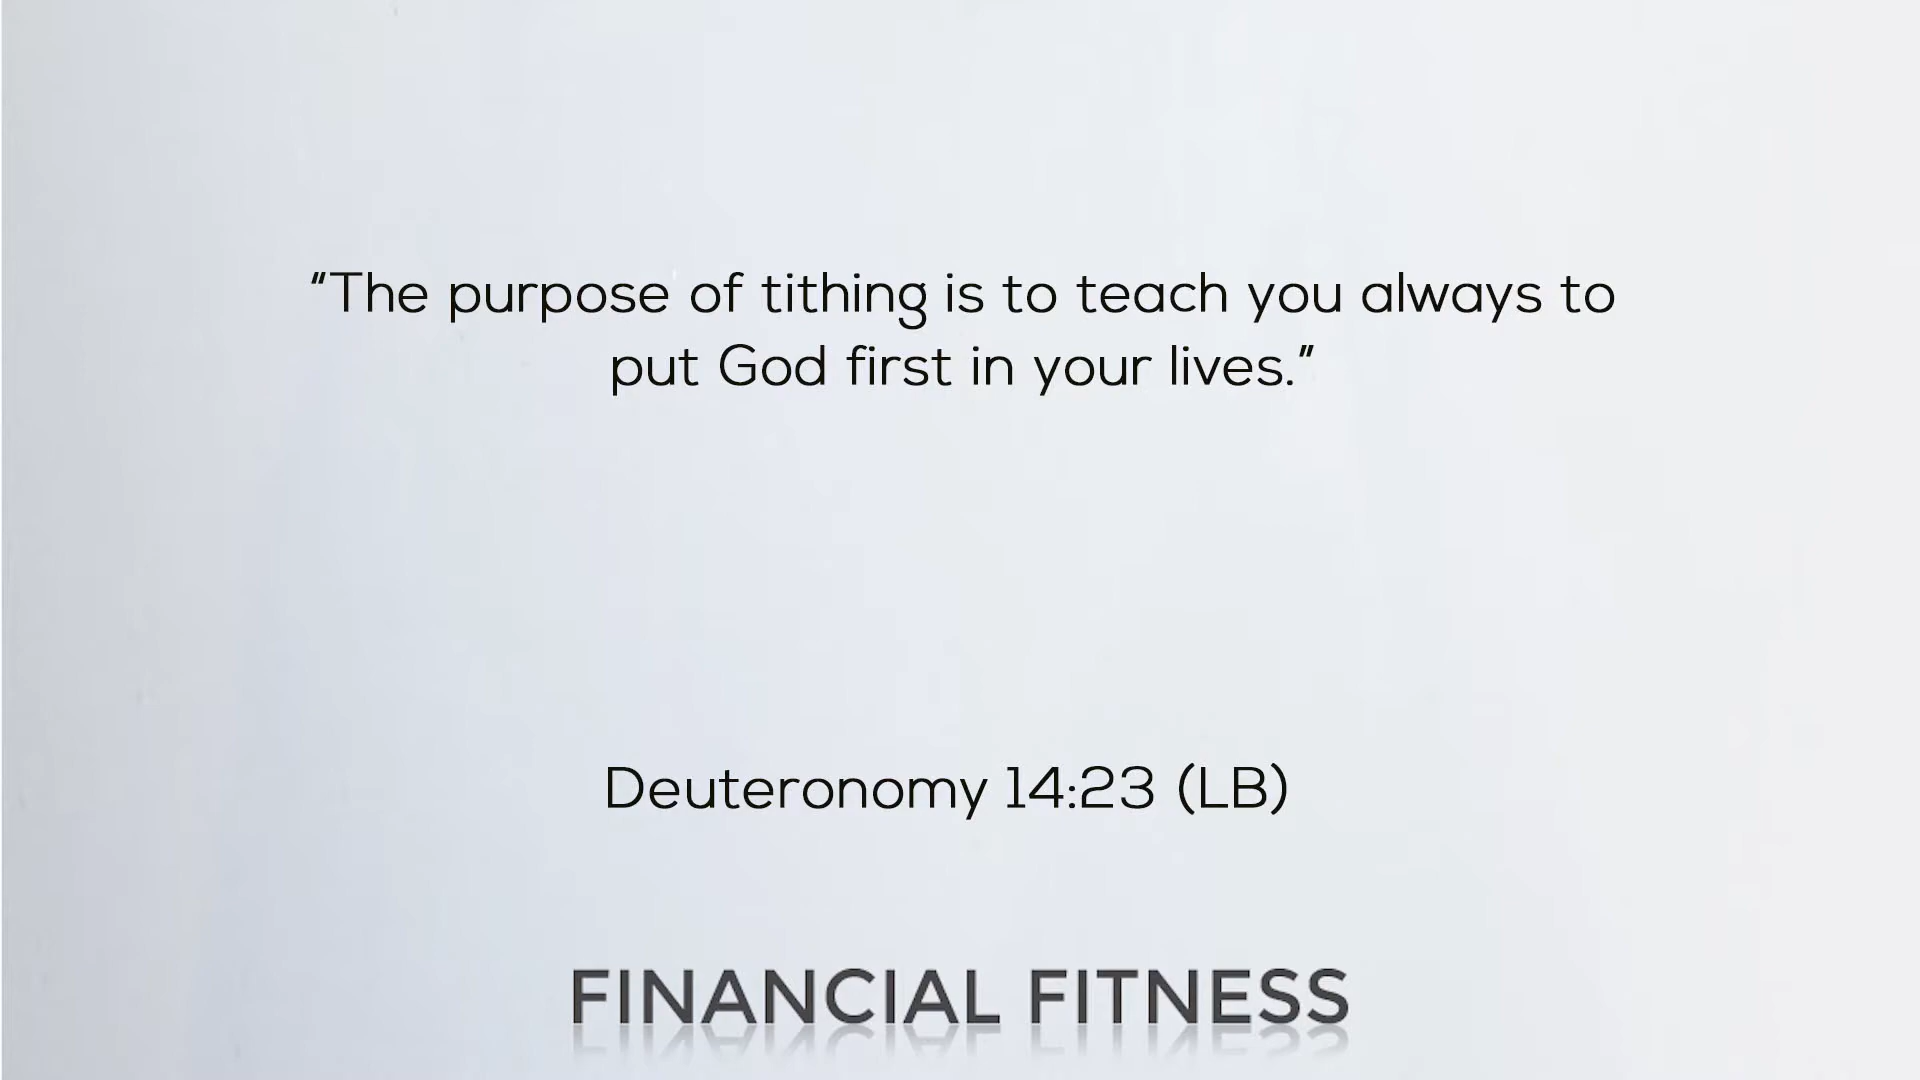 “The purpose of tithing is to teach you always to
put God first in your lives.”
Deuteronomy 14:23 (LB)
FINANCIAL FITNESS